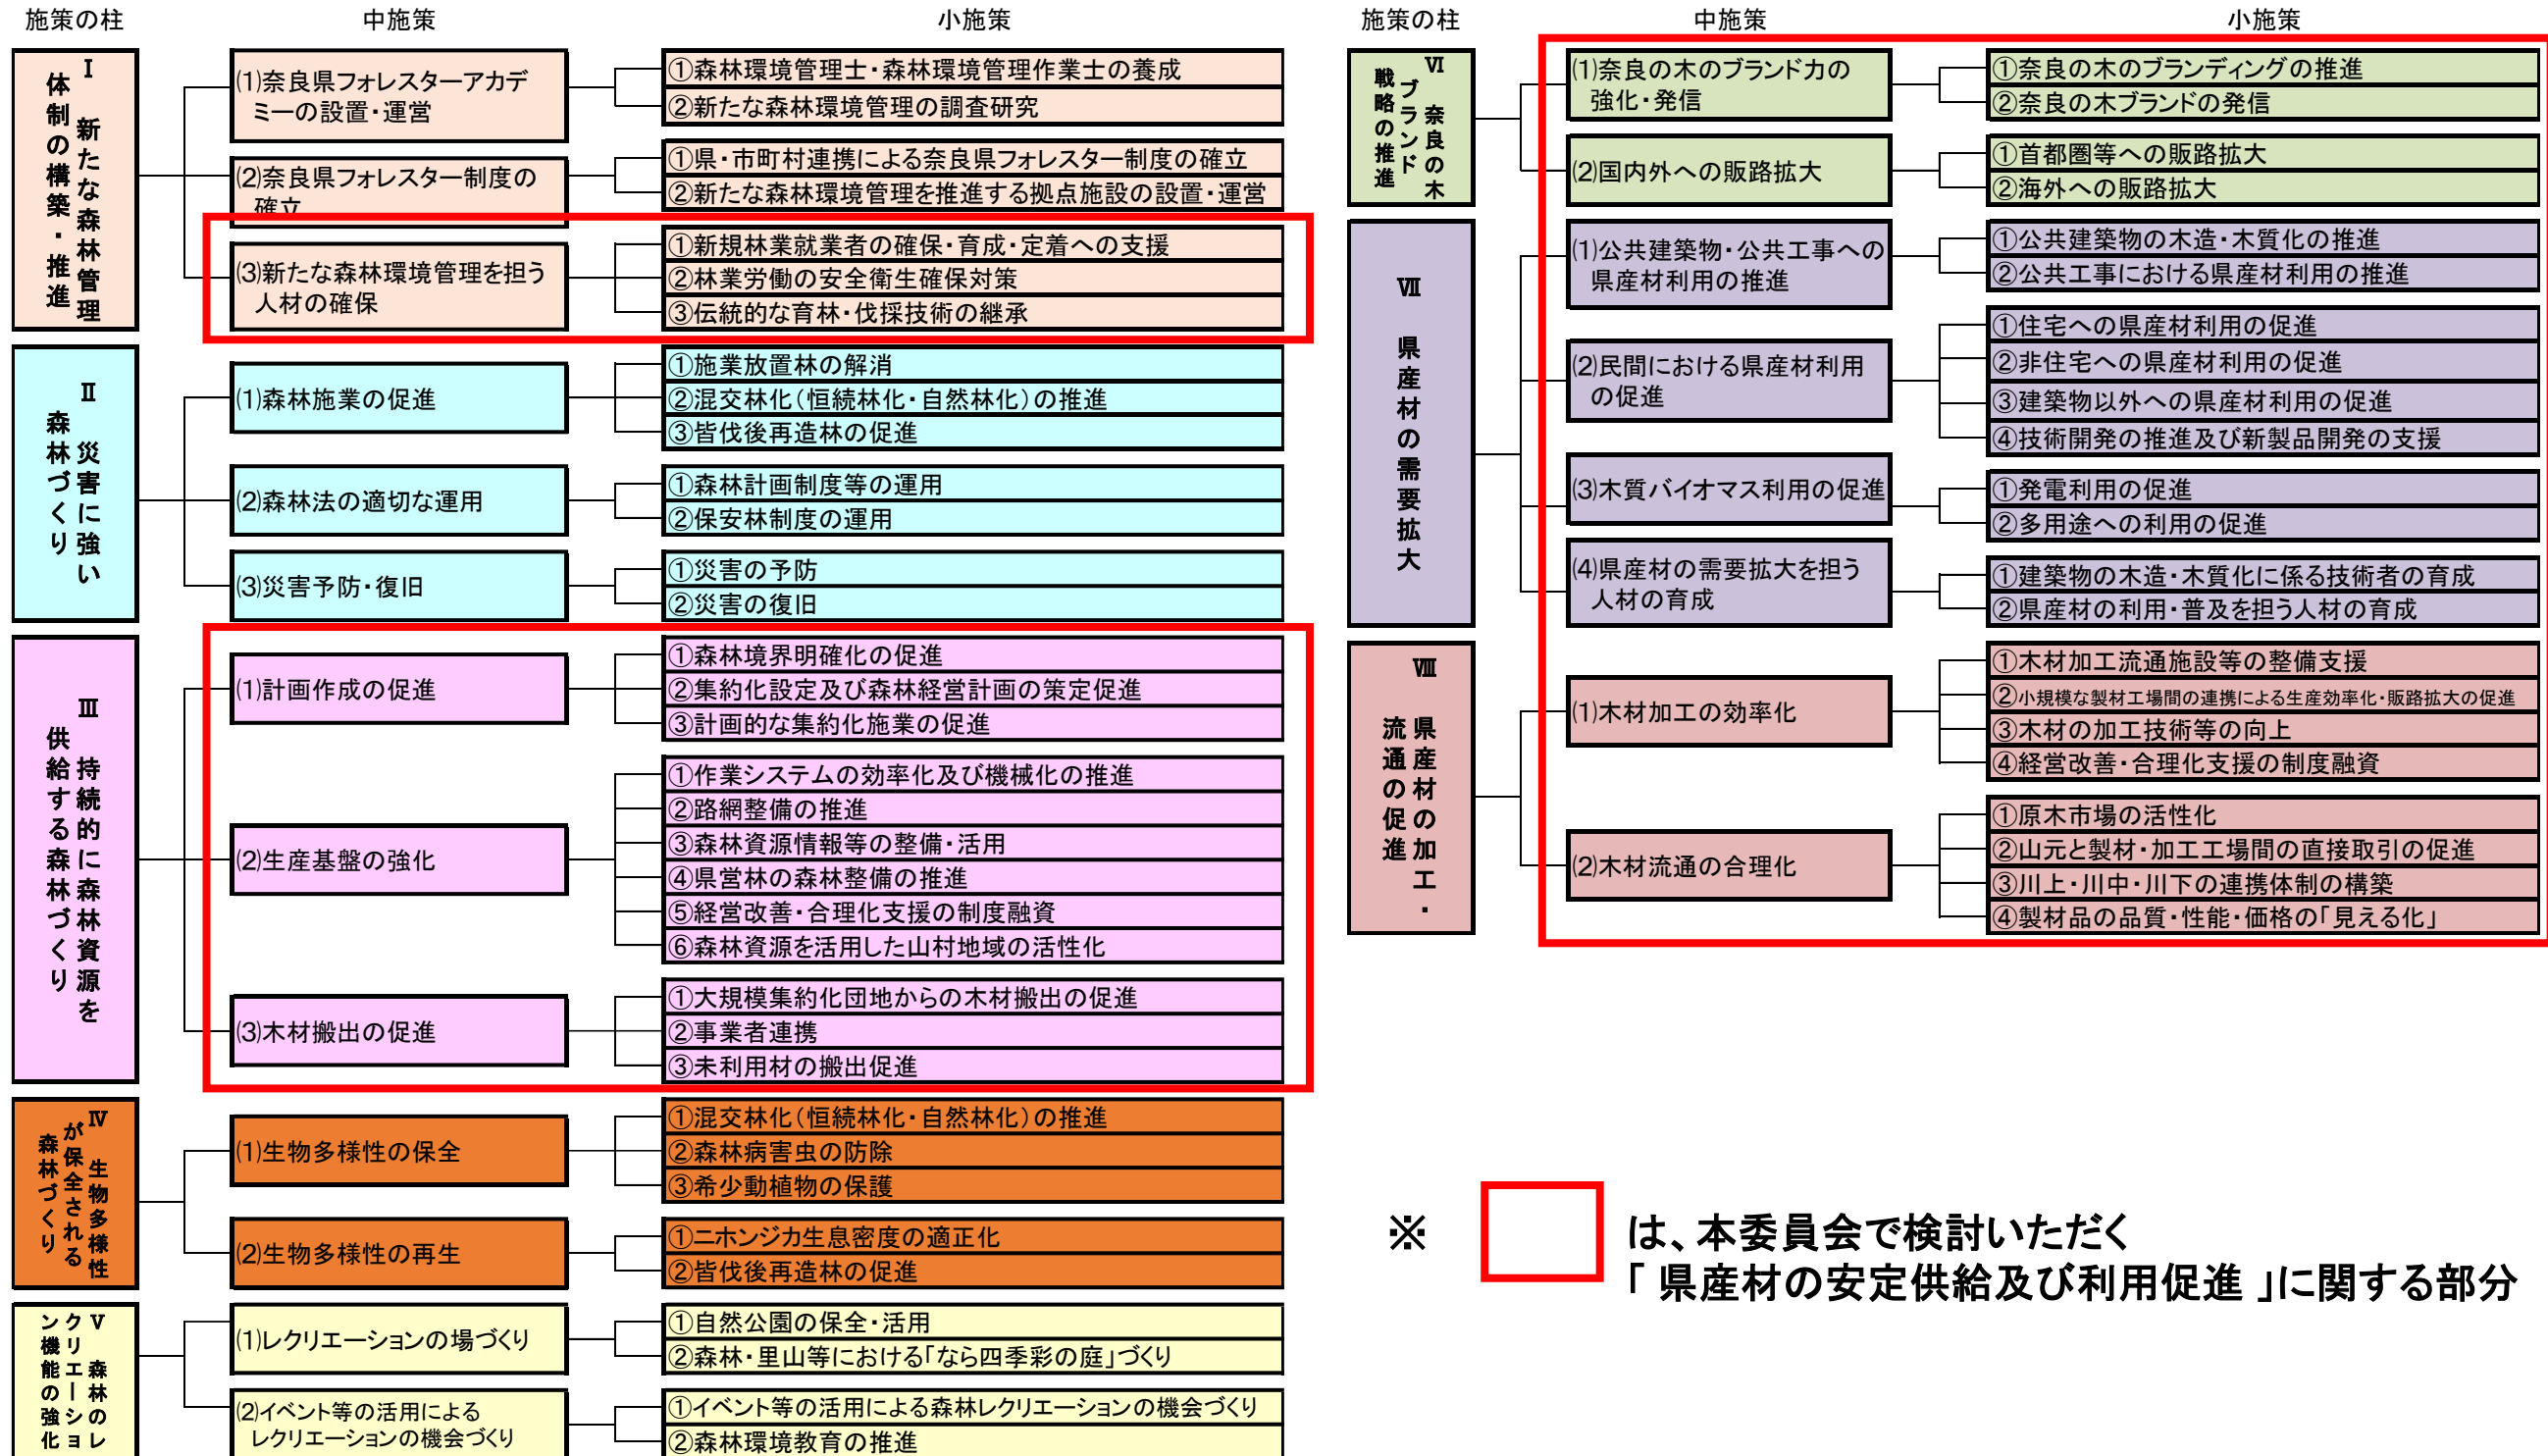 施策の柱
中施策
小施策
Ⅰ　新たな森林管理
体制の構築・推進
(1)奈良県フォレスターアカデ
ミーの設置・運営
①森林環境管理士・森林環境管理作業士の養成
②新たな森林環境管理の調査研究
(2)奈良県フォレスター制度の
確立
①県・市町村連携による奈良県フォレスター制度の確立
②新たな森林環境管理を推進する拠点施設の設置・運営
(3)新たな森林環境管理を担う
人材の確保
①新規林業就業者の確保・育成・定着への支援
②林業労働の安全衛生確保対策
③伝統的な育林・伐採技術の継承
Ⅱ　災害に強い
森林づくり
(1)森林施業の促進
①施業放置林の解消
②混交林化（恒続林化・自然林化）の推進
③皆伐後再造林の促進
(2)森林法の適切な運用
①森林計画制度等の運用
②保安林制度の運用
(3)災害予防・復旧
①災害の予防
②災害の復旧
Ⅲ　持続的に森林資源を
供給する森林づくり
(1)計画作成の促進
①森林境界明確化の促進
②集約化設定及び森林経営計画の策定促進
③計画的な集約化施業の促進
(2)生産基盤の強化
①作業システムの効率化及び機械化の推進
②路網整備の推進
③森林資源情報等の整備・活用
④県営林の森林整備の推進
⑤経営改善・合理化支援の制度融資
⑥森林資源を活用した山村地域の活性化
(3)木材搬出の促進
①大規模集約化団地からの木材搬出の促進
②事業者連携
③未利用材の搬出促進
Ⅳ　生物多様性
が保全される
森林づくり
(1)生物多様性の保全
①混交林化（恒続林化・自然林化）の推進
②森林病害虫の防除
③希少動植物の保護
(2)生物多様性の再生
①ニホンジカ生息密度の適正化
②皆伐後再造林の促進
Ⅴ　森林のレ
クリエーショ
ン機能の強化
(1)レクリエーションの場づくり
①自然公園の保全・活用
②森林・里山等における「なら四季彩の庭」づくり
(2)イベント等の活用による
レクリエーションの機会づくり
①イベント等の活用による森林レクリエーションの機会づくり
②森林環境教育の推進
施策の柱
中施策
小施策
Ⅵ　奈良の木
ブランド
戦略の推進
(1)奈良の木のブランド力の
強化・発信
①奈良の木のブランディングの推進
②奈良の木ブランドの発信
(2)国内外への販路拡大
①首都圏等への販路拡大
②海外への販路拡大
Ⅶ　県産材の需要拡大
(1)公共建築物・公共工事への
県産材利用の推進
①公共建築物の木造・木質化の推進
②公共工事における県産材利用の推進
(2)民間における県産材利用
の促進
①住宅への県産材利用の促進
②非住宅への県産材利用の促進
③建築物以外への県産材利用の促進
④技術開発の推進及び新製品開発の支援
(3)木質バイオマス利用の促進
①発電利用の促進
②多用途への利用の促進
(4)県産材の需要拡大を担う
人材の育成
①建築物の木造・木質化に係る技術者の育成
②県産材の利用・普及を担う人材の育成
Ⅷ　県産材の加工・
流通の促進
(1)木材加工の効率化
①木材加工流通施設等の整備支援
②小規模な製材工場間の連携による生産効率化・販路拡大の促進
③木材の加工技術等の向上
④経営改善・合理化支援の制度融資
(2)木材流通の合理化
①原木市場の活性化
②山元と製材・加工工場間の直接取引の促進
③川上・川中・川下の連携体制の構築
④製材品の品質・性能・価格の「見える化」
※　は、本委員会で検討いただく
「 県産材の安定供給及び利用促進 」に関する部分